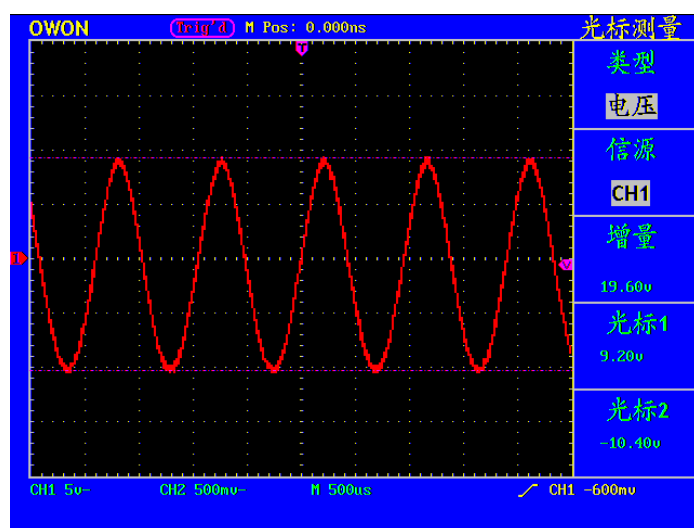 OWON Trig'd M Pos: 0.000ns 光标测量
T
类型
电压
信源
CH1
增量
19.60v
光标1
9.20v
光标2
-10.40v
1
V
CH1 5v- CH2 500mv- M 500us CH1 -600mv